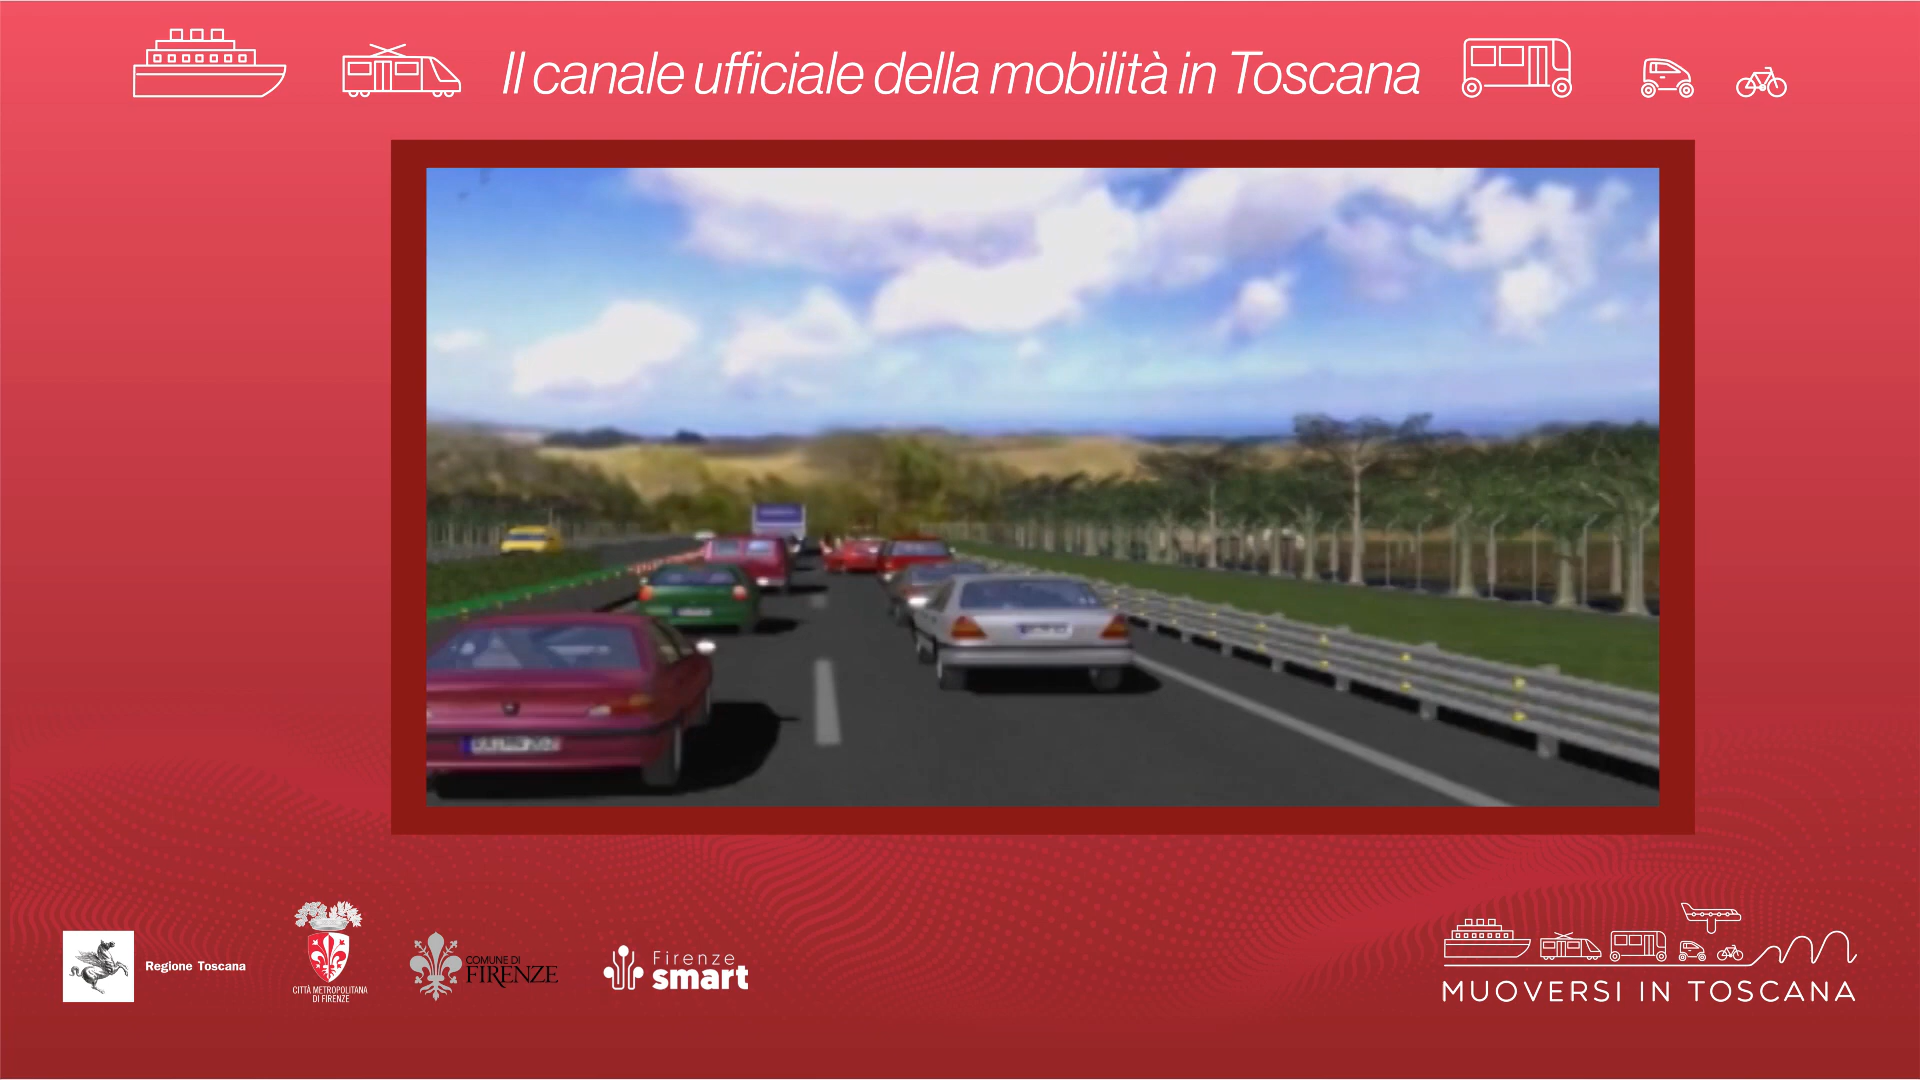 Il canale ufficiale della mobilità in Toscana
Regione Toscana
CITTÀ METROPOLITANA
DI FIRENZE
COMUNE DI
FIRENZE
Firenze
smart
MUOVERSI IN TOSCANA